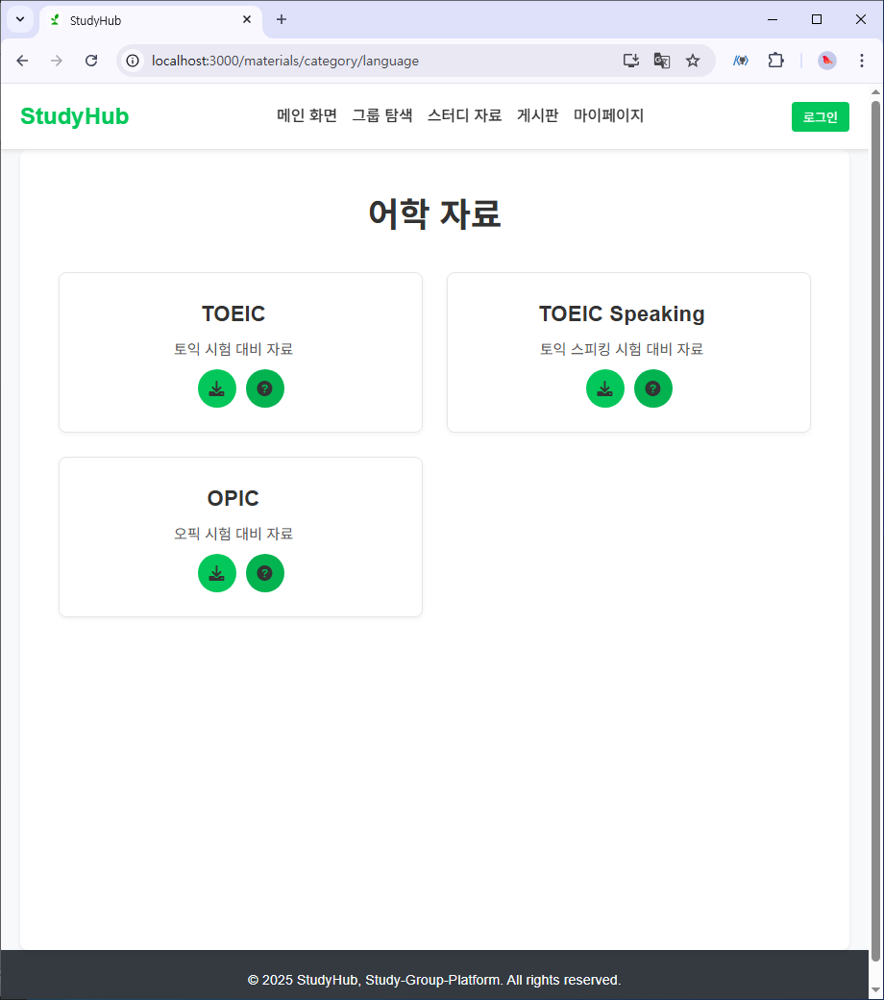 StudyHub
localhost:3000/materials/category/language
StudyHub
메인 화면 그룹 탐색 스터디 자료 게시판 마이페이지
로그인
어학 자료
TOEIC
토익 시험 대비 자료
TOEIC Speaking
토익 스피킹 시험 대비 자료
OPIC
오픽 시험 대비 자료
© 2025 StudyHub, Study-Group-Platform. All rights reserved.